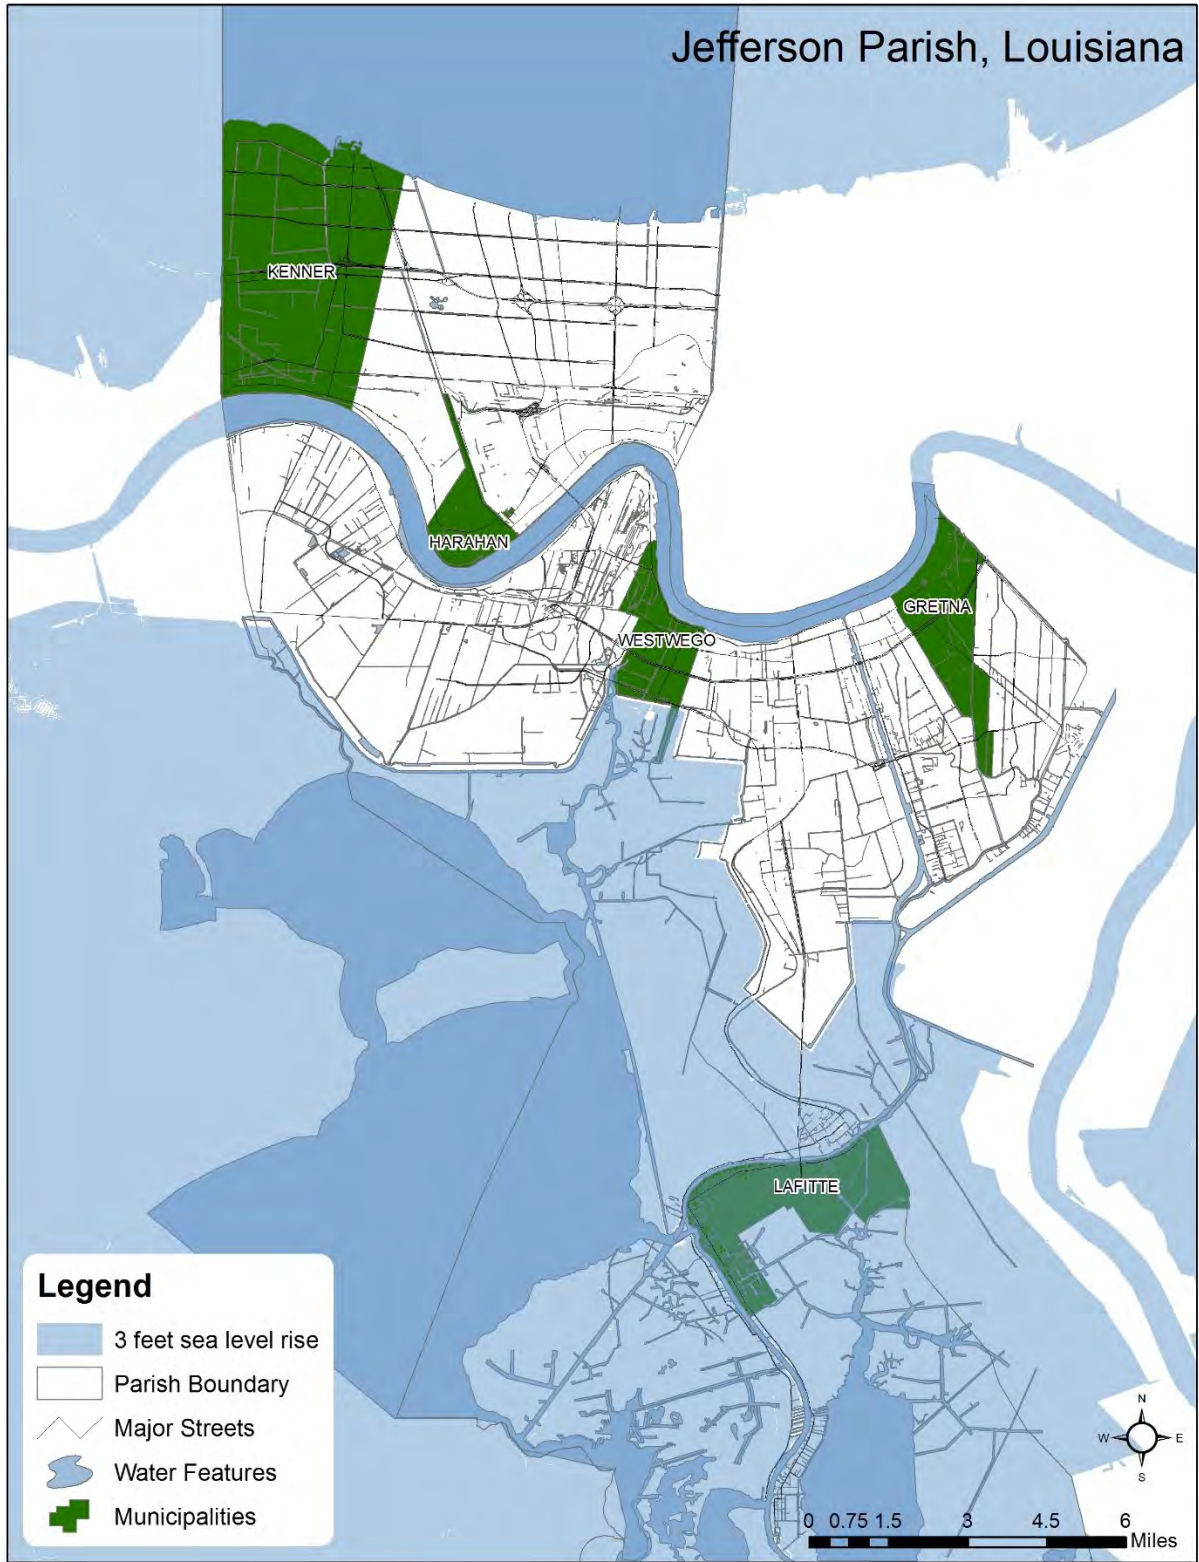 Jefferson Parish, Louisiana
KENNER
HARAHAN
GRETNA
WESTWEGO
LAFITTE
Legend
3 feet sea level rise
Parish Boundary
Major Streets
Water Features
Municipalities
N
W E
S
0 0.75 1.5 3 4.5 6
Miles